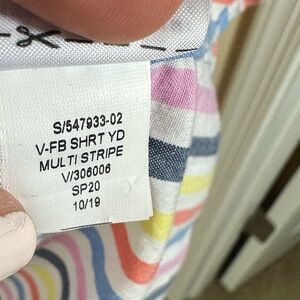 S/547933-02
V-FB SHRT YD
MULTI STRIPE
V/306006
SP20
10/19